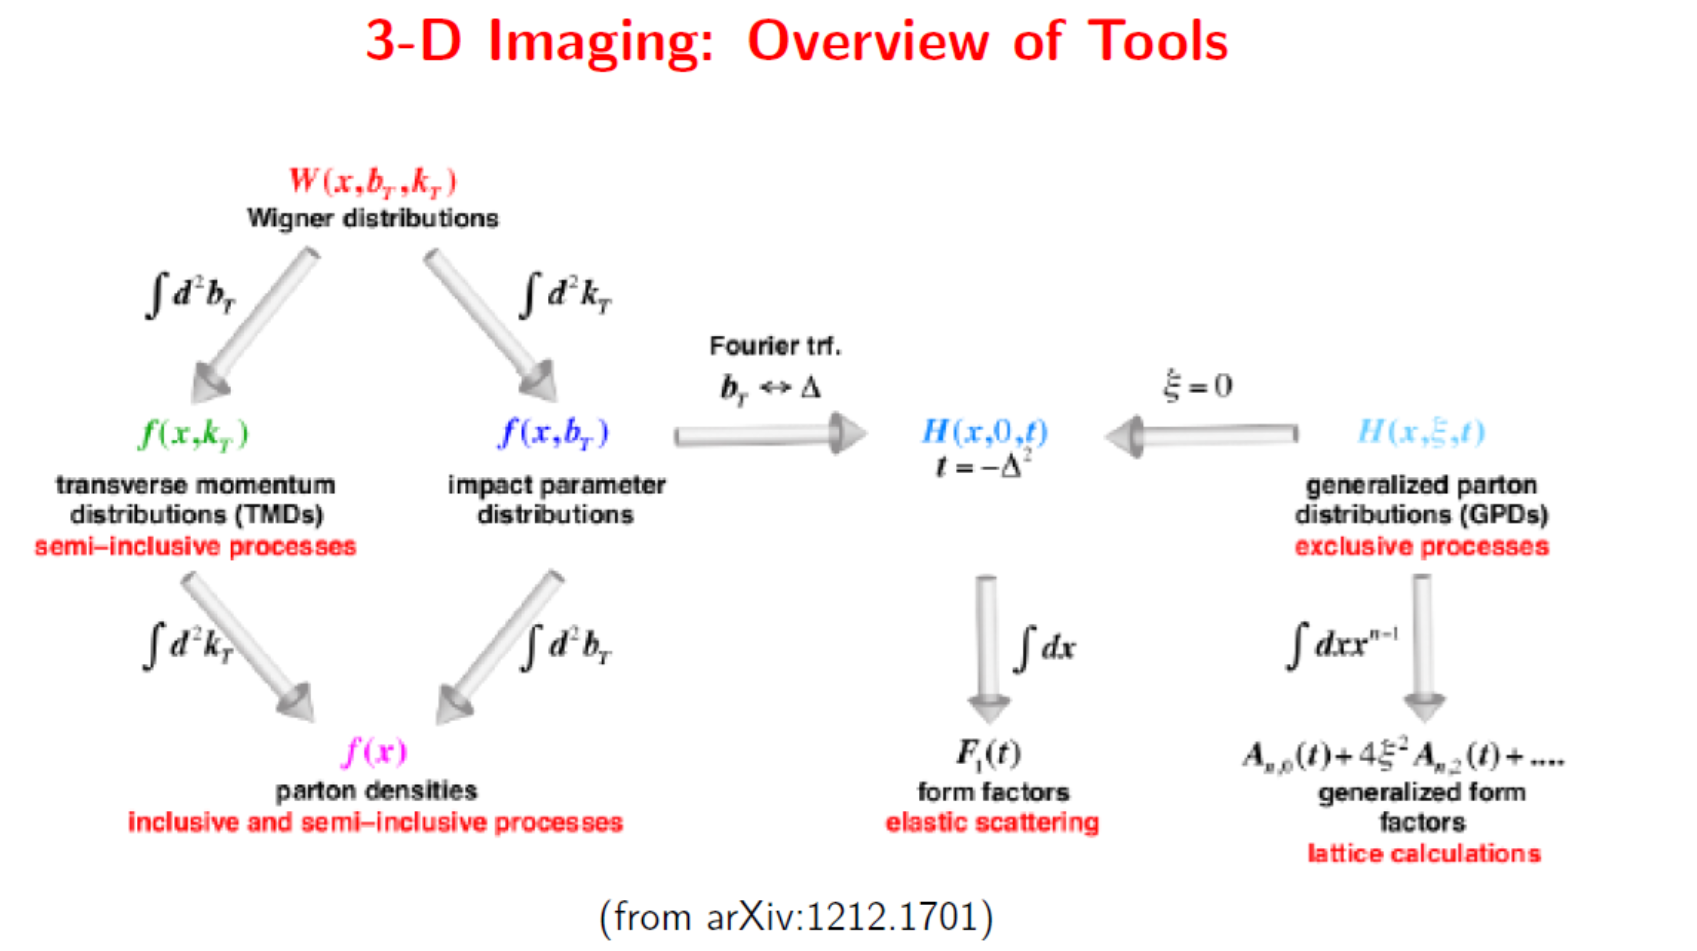 3-D Imaging: Overview of Tools
W(x,b_T,k_T)
Wigner distributions
∫d²b_T
∫d²k_T
Fourier trf.
b_T ↔ Δ
ξ=0
f(x,k_T)
f(x,b_T)
H(x,0,t)
t=−Δ²
H(x,ξ,t)
transverse momentum
distributions (TMDs)
semi–inclusive processes
impact parameter
distributions
generalized parton
distributions (GPDs)
exclusive processes
∫d²k_T
∫d²b_T
∫dx
∫dxx^{n−1}
f(x)
parton densities
inclusive and semi–inclusive processes
F_1(t)
form factors
elastic scattering
A_{n,0}(t)+4ξ²A_{n,2}(t)+....
generalized form
factors
lattice calculations
(from arXiv:1212.1701)